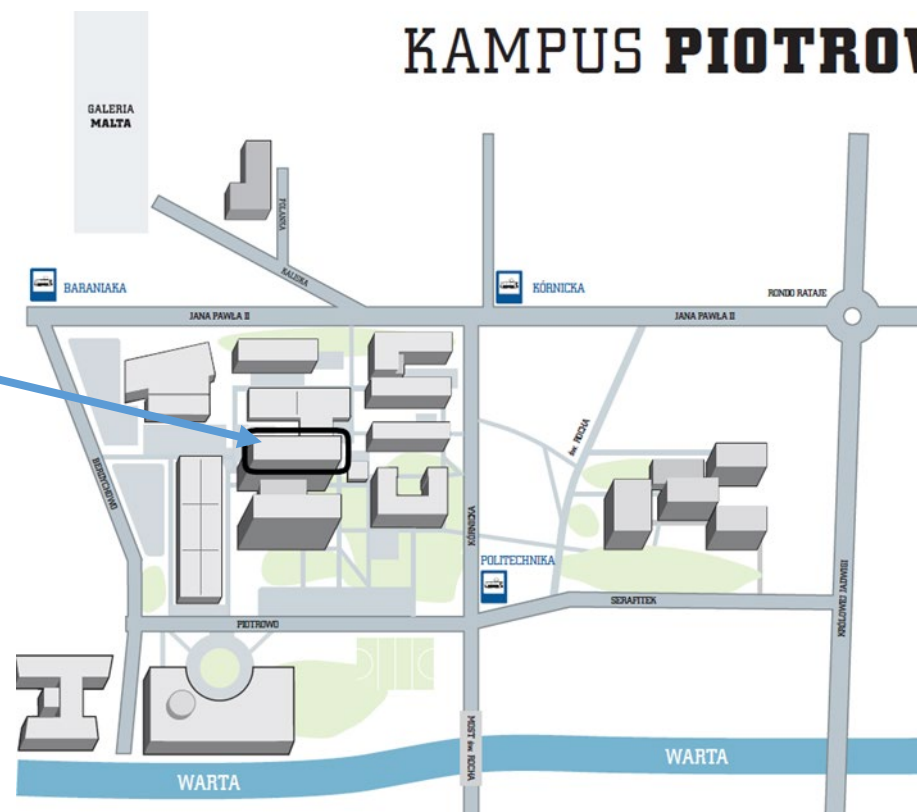 KAMPUS PIOTROW
GALERIA
MALTA
POLANKA
KALISKA
BARANIAKA
KÓRNICKA
RONDO RATAJE
JANA PAWŁA II
JANA PAWŁA II
św. ROCHA
BERDYCHOWO
KÓRNICKA
POLITECHNIKA
KRÓLOWEJ JADWIGI
SERAFITEK
PIOTROWO
MOST św. ROCHA
WARTA
WARTA